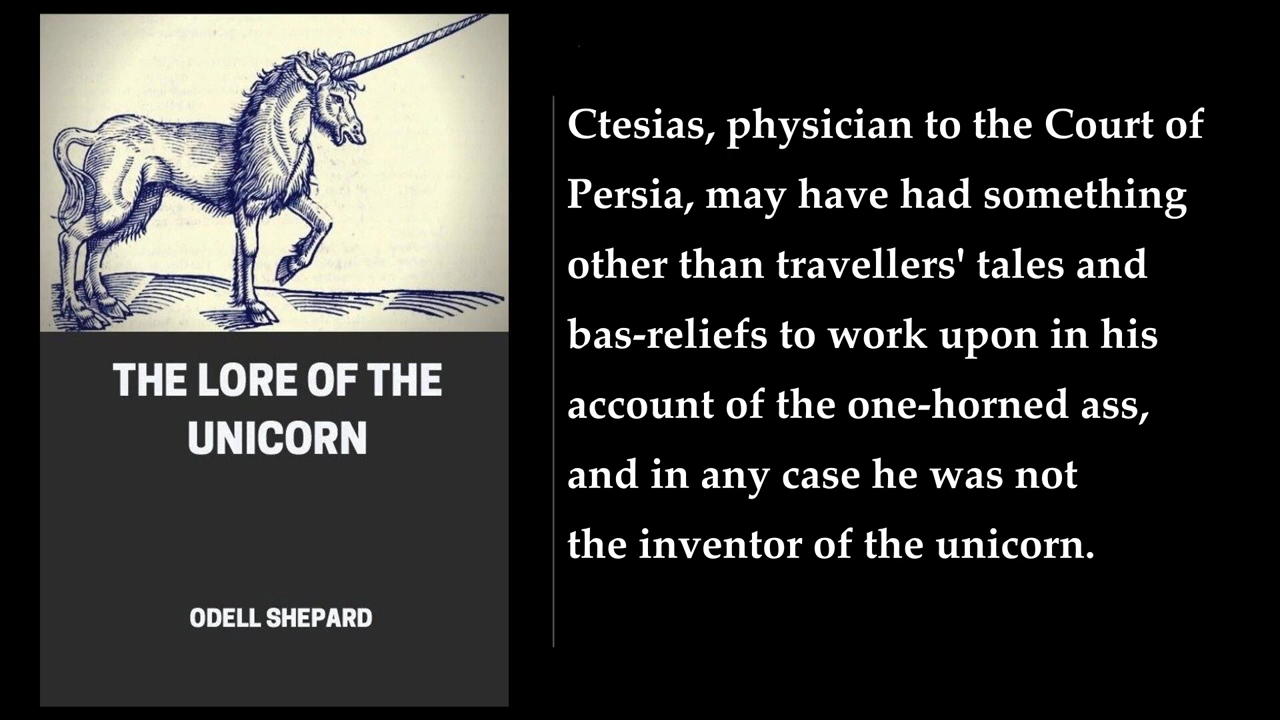 THE LORE OF THE
UNICORN
ODELL SHEPARD
Ctesias, physician to the Court of
Persia, may have had something
other than travellers' tales and
bas-reliefs to work upon in his
account of the one-horned ass,
and in any case he was not
the inventor of the unicorn.